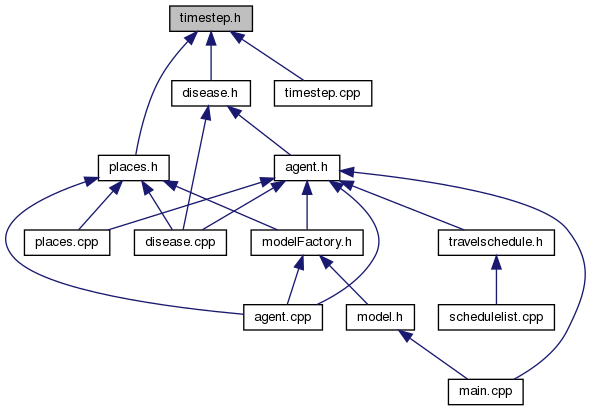 timestep.h
disease.h
timestep.cpp
places.h
agent.h
places.cpp
disease.cpp
modelFactory.h
travelschedule.h
agent.cpp
model.h
schedulelist.cpp
main.cpp